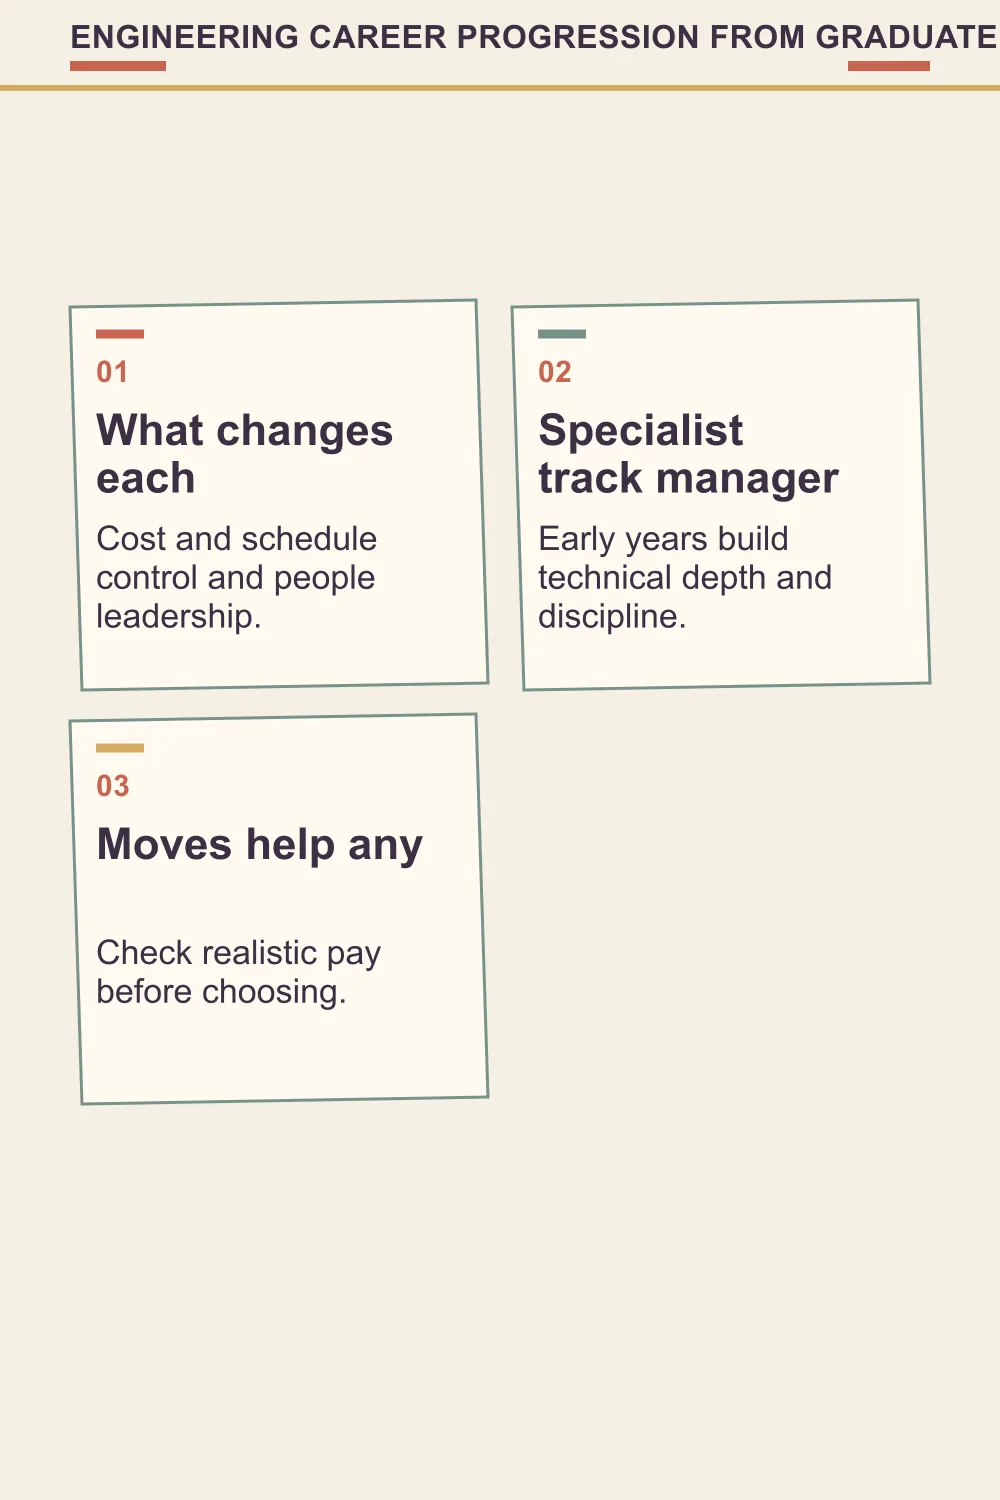 ENGINEERING CAREER PROGRESSION FROM GRADUATE
01
What changes
each
Cost and schedule
control and people
leadership.
02
Specialist
track manager
Early years build
technical depth and
discipline.
03
Moves help any
Check realistic pay
before choosing.